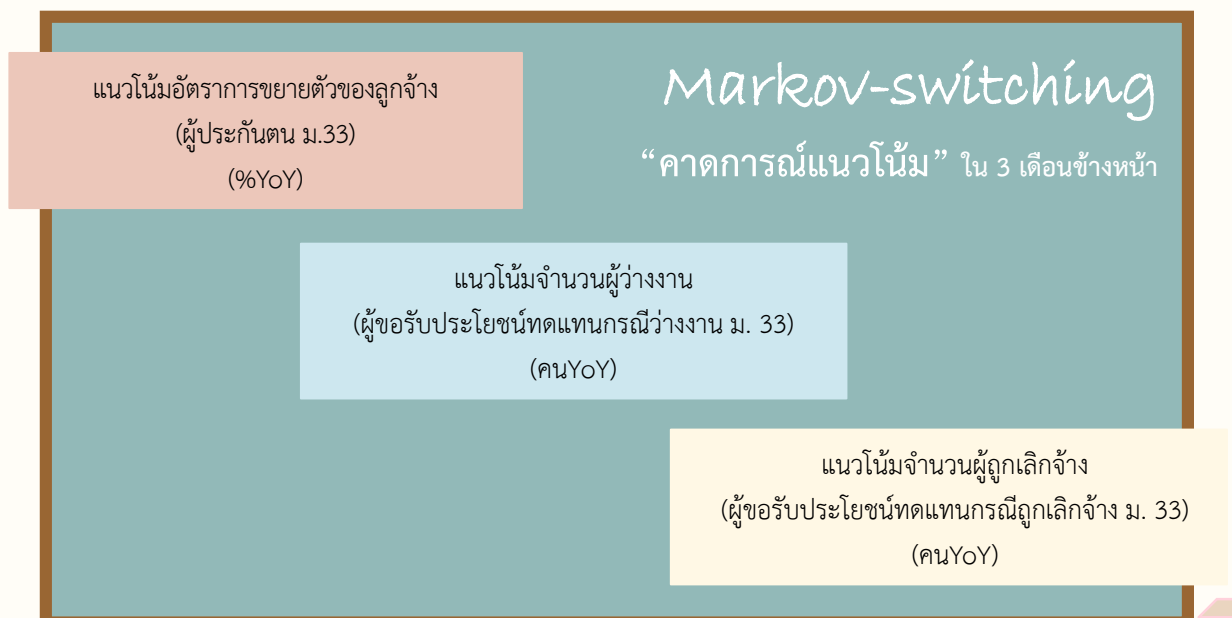 แนวโน้มอัตราการขยายตัวของลูกจ้าง
(ผู้ประกันตน ม.33)
(%YoY)
Markov-switching
“คาดการณ์แนวโน้ม” ใน 3 เดือนข้างหน้า
แนวโน้มจำนวนผู้ว่างงาน
(ผู้ขอรับประโยชน์ทดแทนกรณีว่างงาน ม. 33)
(คนYoY)
แนวโน้มจำนวนผู้ถูกเลิกจ้าง
(ผู้ขอรับประโยชน์ทดแทนกรณีถูกเลิกจ้าง ม. 33)
(คนYoY)